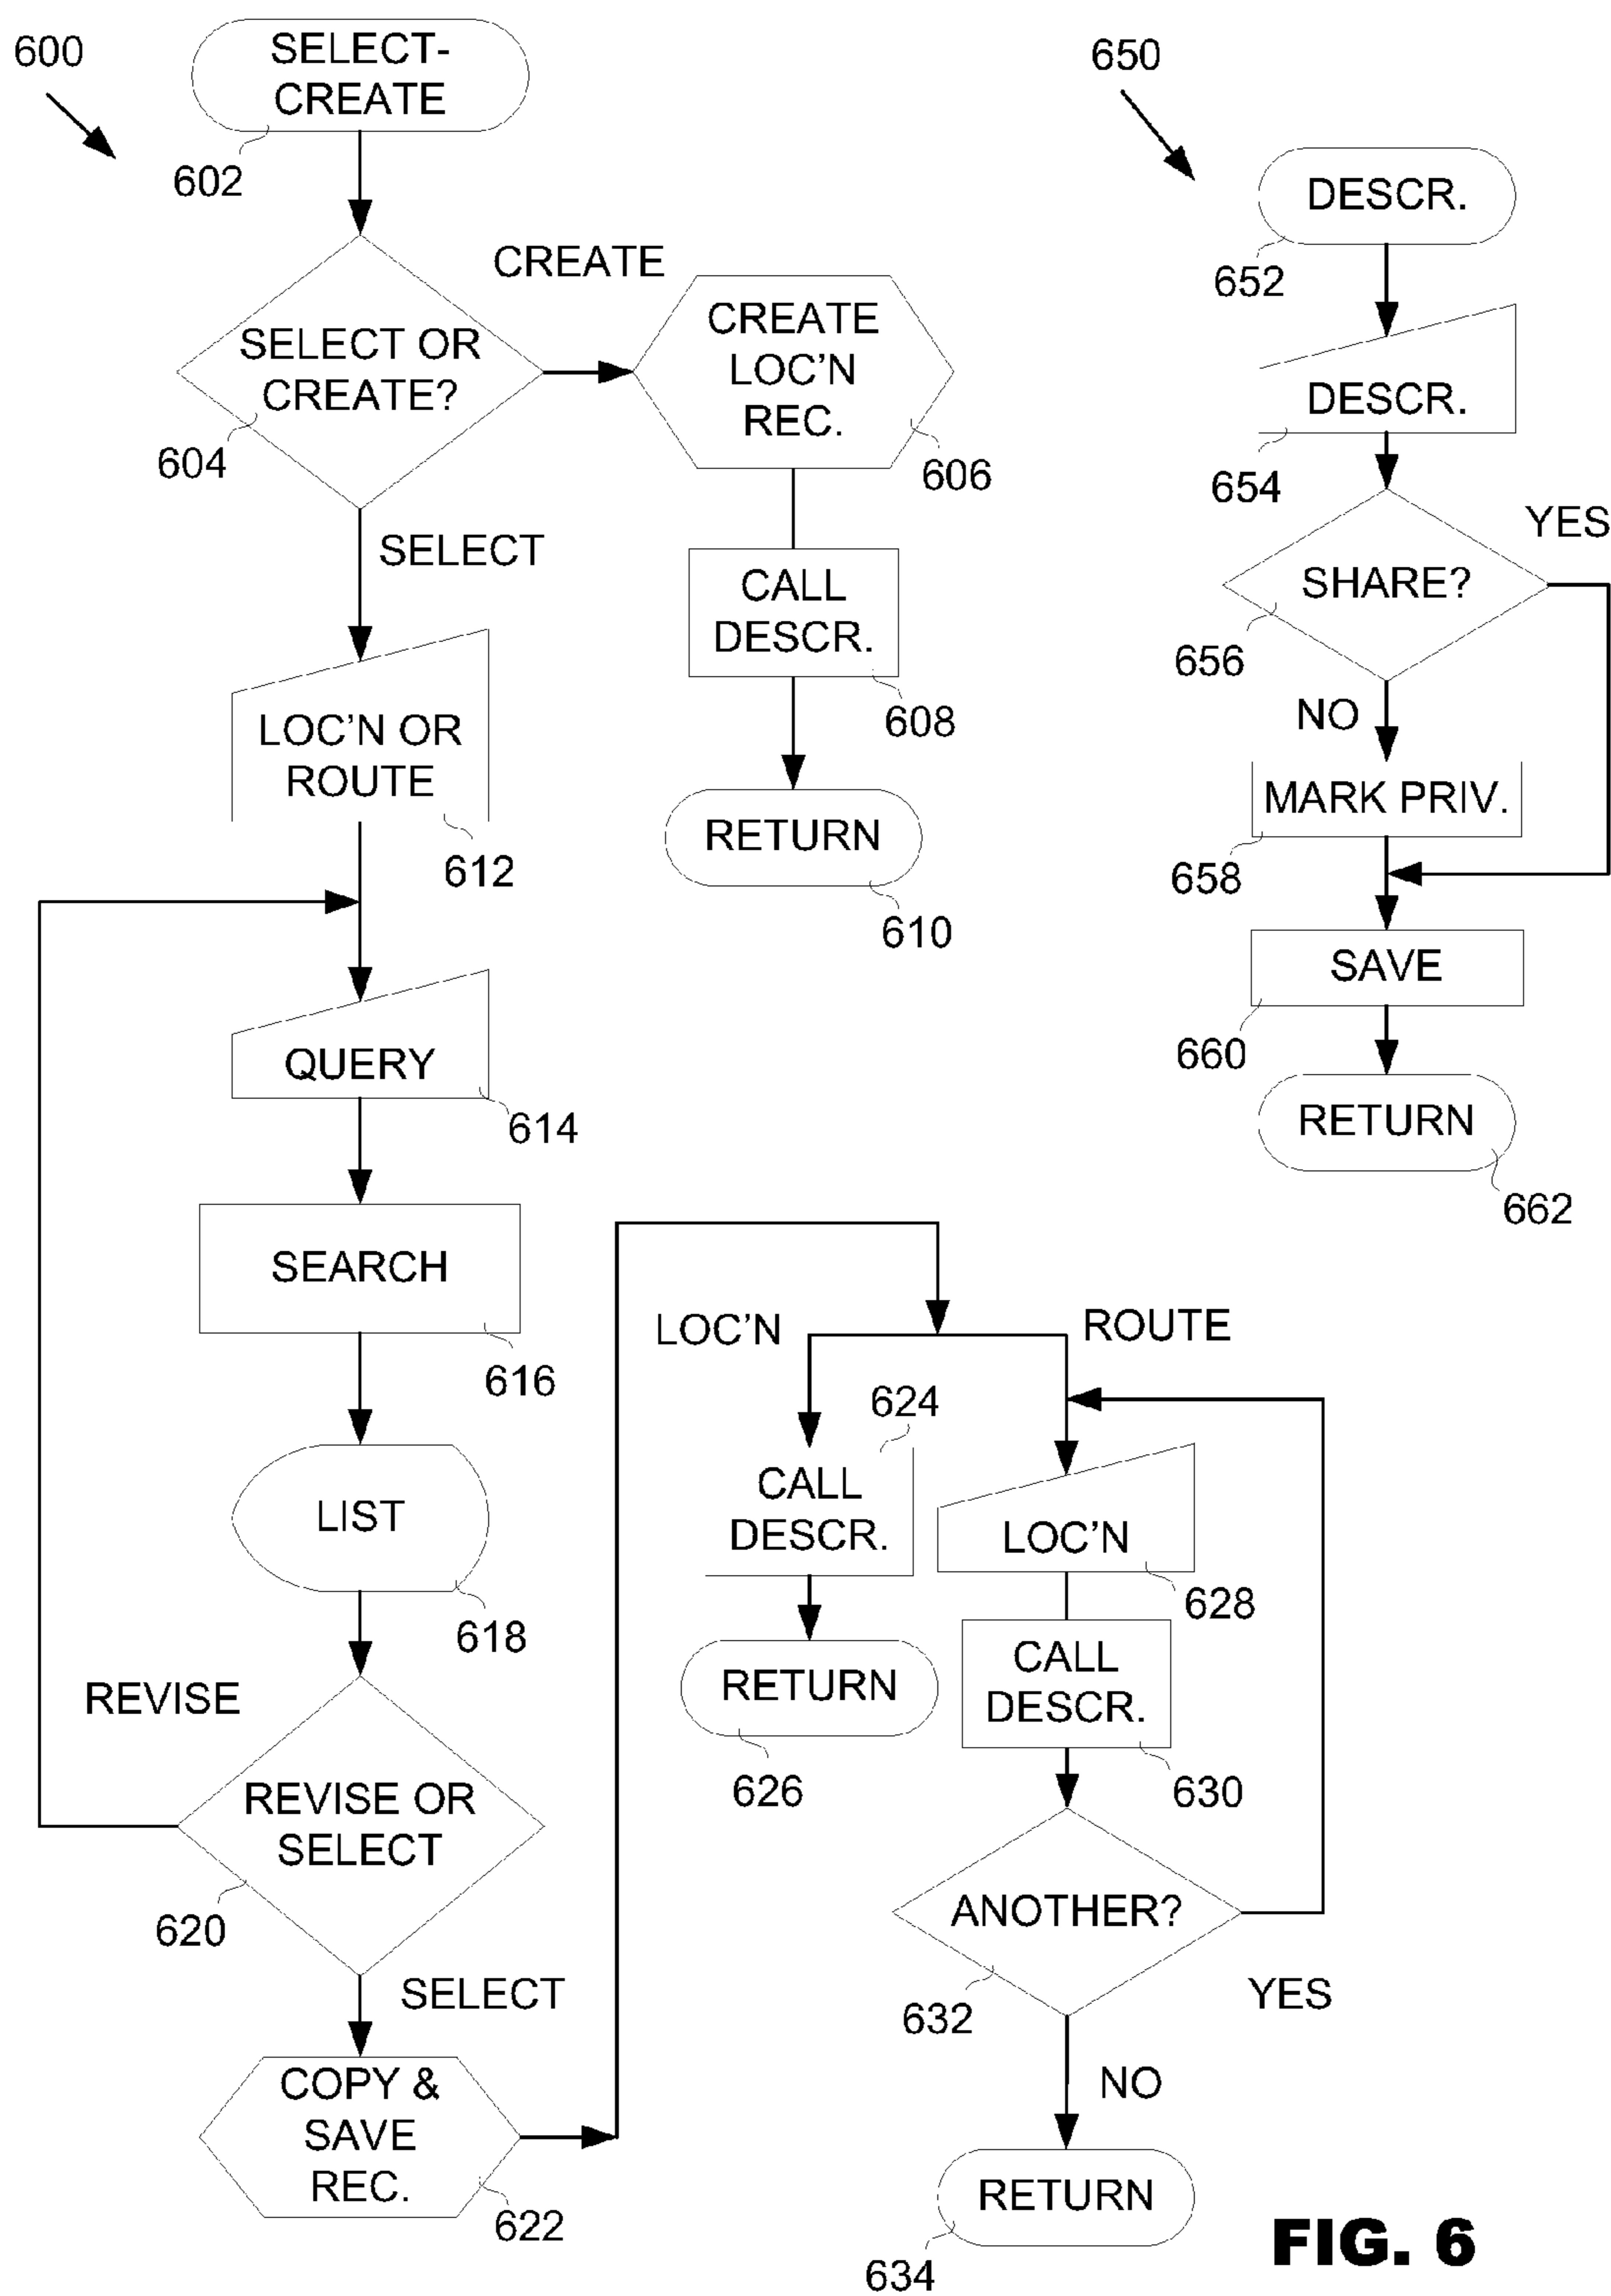 600
SELECT-
CREATE
602
CREATE
SELECT OR
CREATE?
604
CREATE
LOC'N
REC.
606
SELECT
CALL
DESCR.
608
LOC'N OR
ROUTE
612
RETURN
610
QUERY
614
SEARCH
616
LIST
618
REVISE
REVISE OR
SELECT
620
SELECT
COPY &
SAVE
REC.
622
LOC'N
ROUTE
624
CALL
DESCR.
RETURN
626
LOC'N
628
CALL
DESCR.
630
ANOTHER?
632
YES
NO
RETURN
634
650
DESCR.
652
DESCR.
654
YES
SHARE?
656
NO
MARK PRIV.
658
SAVE
660
RETURN
662
FIG. 6